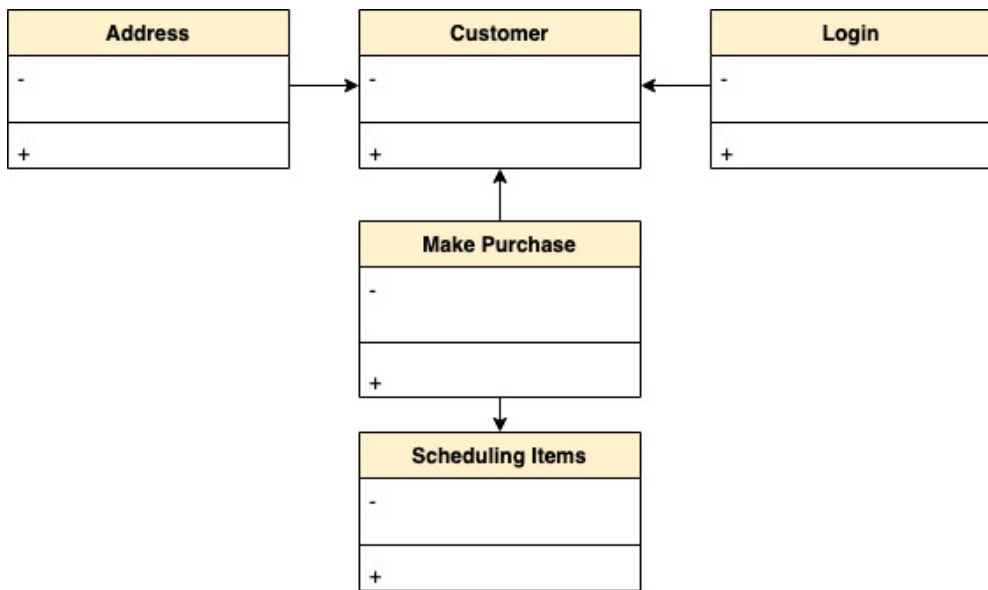 Address
-
+
Customer
-
+
Login
-
+
Make Purchase
-
+
Scheduling Items
-
+